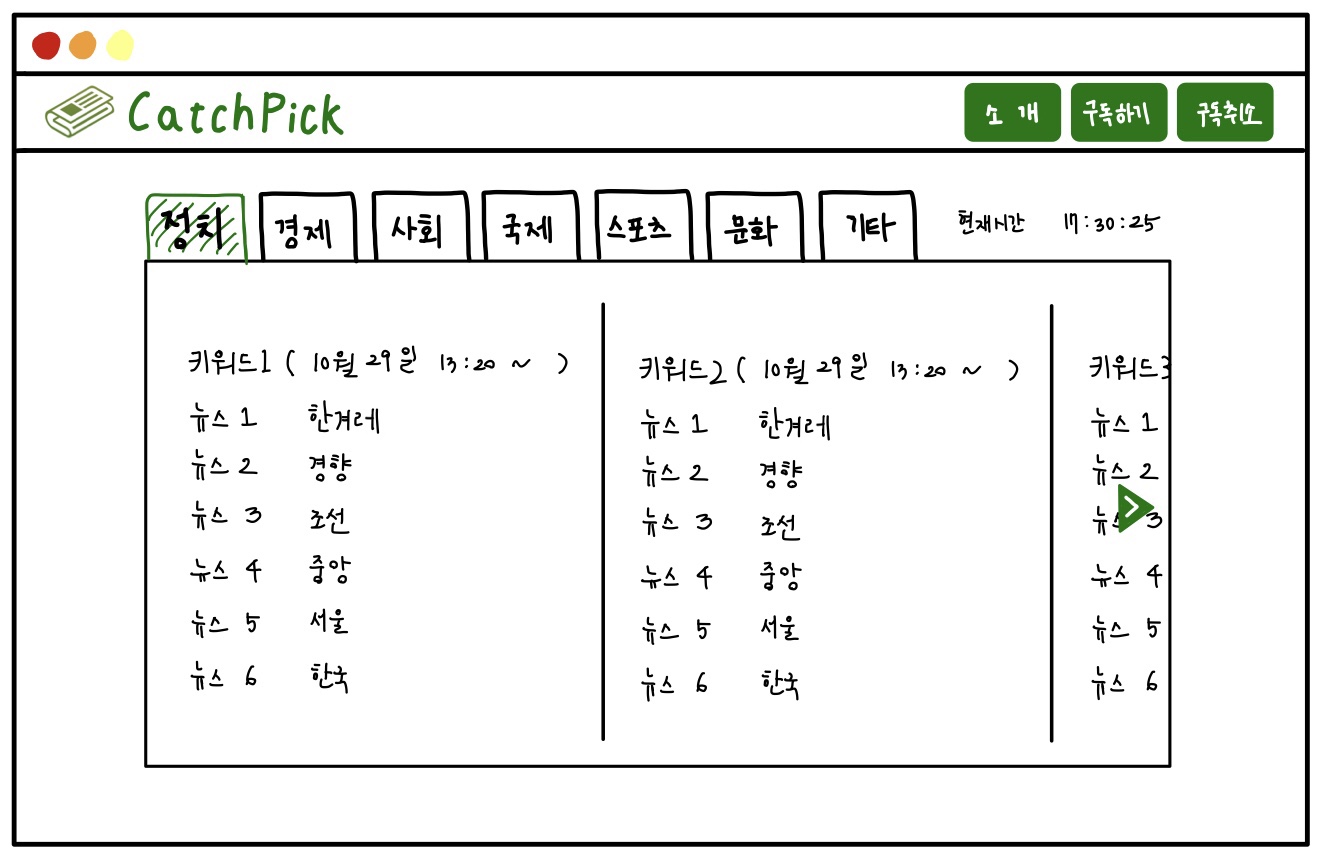 CatchPick 소개 구독하기 구독취소
정치 경제 사회 국제 스포츠 문화 기타 현재시간 17:30:25
키워드1 ( 10월 29일 13:20 ~ )
뉴스 1 한겨레
뉴스 2 경향
뉴스 3 조선
뉴스 4 중앙
뉴스 5 서울
뉴스 6 한국
키워드2 ( 10월 29일 13:20 ~ )
뉴스 1 한겨레
뉴스 2 경향
뉴스 3 조선
뉴스 4 중앙
뉴스 5 서울
뉴스 6 한국
키워드3
뉴스 1
뉴스 2
뉴스 3
뉴스 4
뉴스 5
뉴스 6